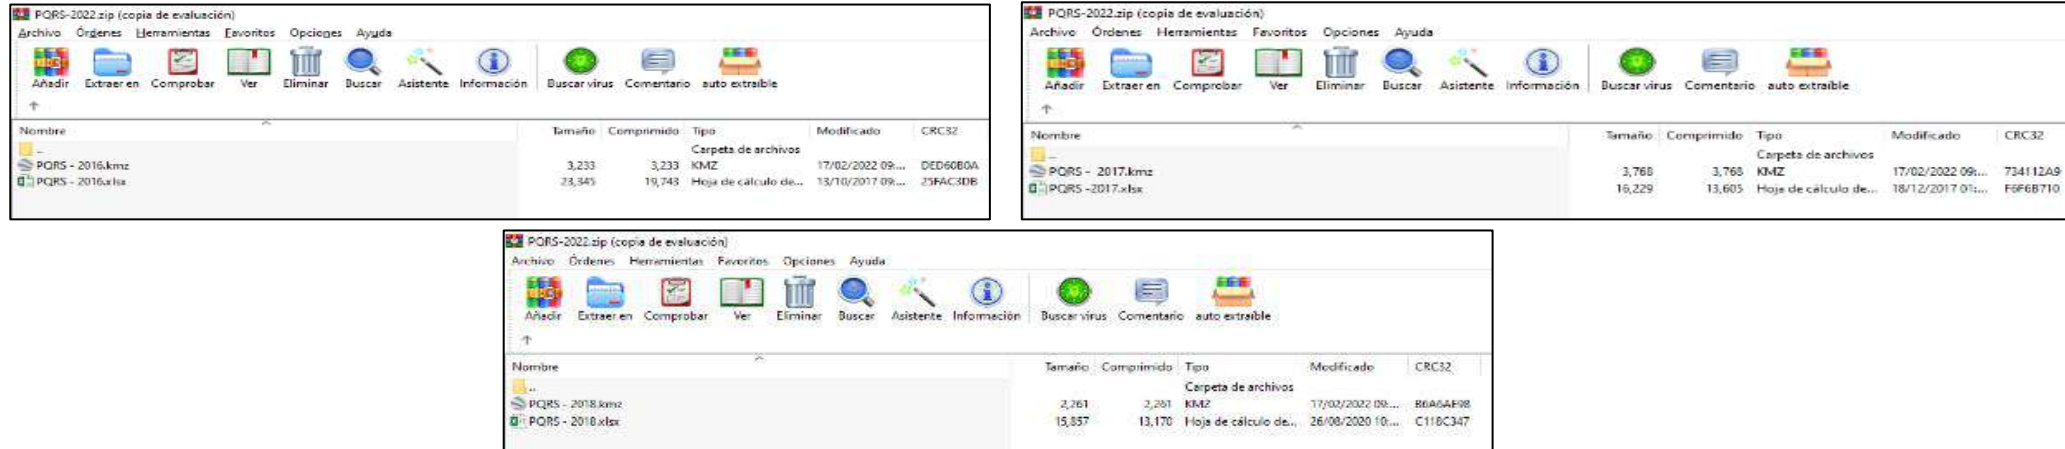 PQRS-2022.zip (copia de evaluación)
Archivo Órdenes Herramientas Favoritos Opciones Ayuda
Añadir Extraer en Comprobar Ver Eliminar Buscar Asistente Información Buscar virus Comentario auto extraíble
Nombre Tamaño Comprimido Tipo Modificado CRC32
.. Carpeta de archivos
PQRS - 2016.kmz 3,233 3,233 KMZ 17/02/2022 09:... DED60B0A
PQRS - 2016.xlsx 23,345 19,743 Hoja de cálculo de... 13/10/2017 09:... 25FAC3DB
PQRS-2022.zip (copia de evaluación)
Archivo Órdenes Herramientas Favoritos Opciones Ayuda
Añadir Extraer en Comprobar Ver Eliminar Buscar Asistente Información Buscar virus Comentario auto extraíble
Nombre Tamaño Comprimido Tipo Modificado CRC32
.. Carpeta de archivos
PQRS - 2017.kmz 3,768 3,768 KMZ 17/02/2022 09:... 734112A9
PQRS -2017.xlsx 16,229 13,605 Hoja de cálculo de... 18/12/2017 01:... F6F6B710
PQRS-2022.zip (copia de evaluación)
Archivo Órdenes Herramientas Favoritos Opciones Ayuda
Añadir Extraer en Comprobar Ver Eliminar Buscar Asistente Información Buscar virus Comentario auto extraíble
Nombre Tamaño Comprimido Tipo Modificado CRC32
.. Carpeta de archivos
PQRS - 2018.kmz 2,261 2,261 KMZ 17/02/2022 09:... B6A6AE98
PQRS - 2018.xlsx 15,857 13,170 Hoja de cálculo de... 26/08/2020 10:... C118C347